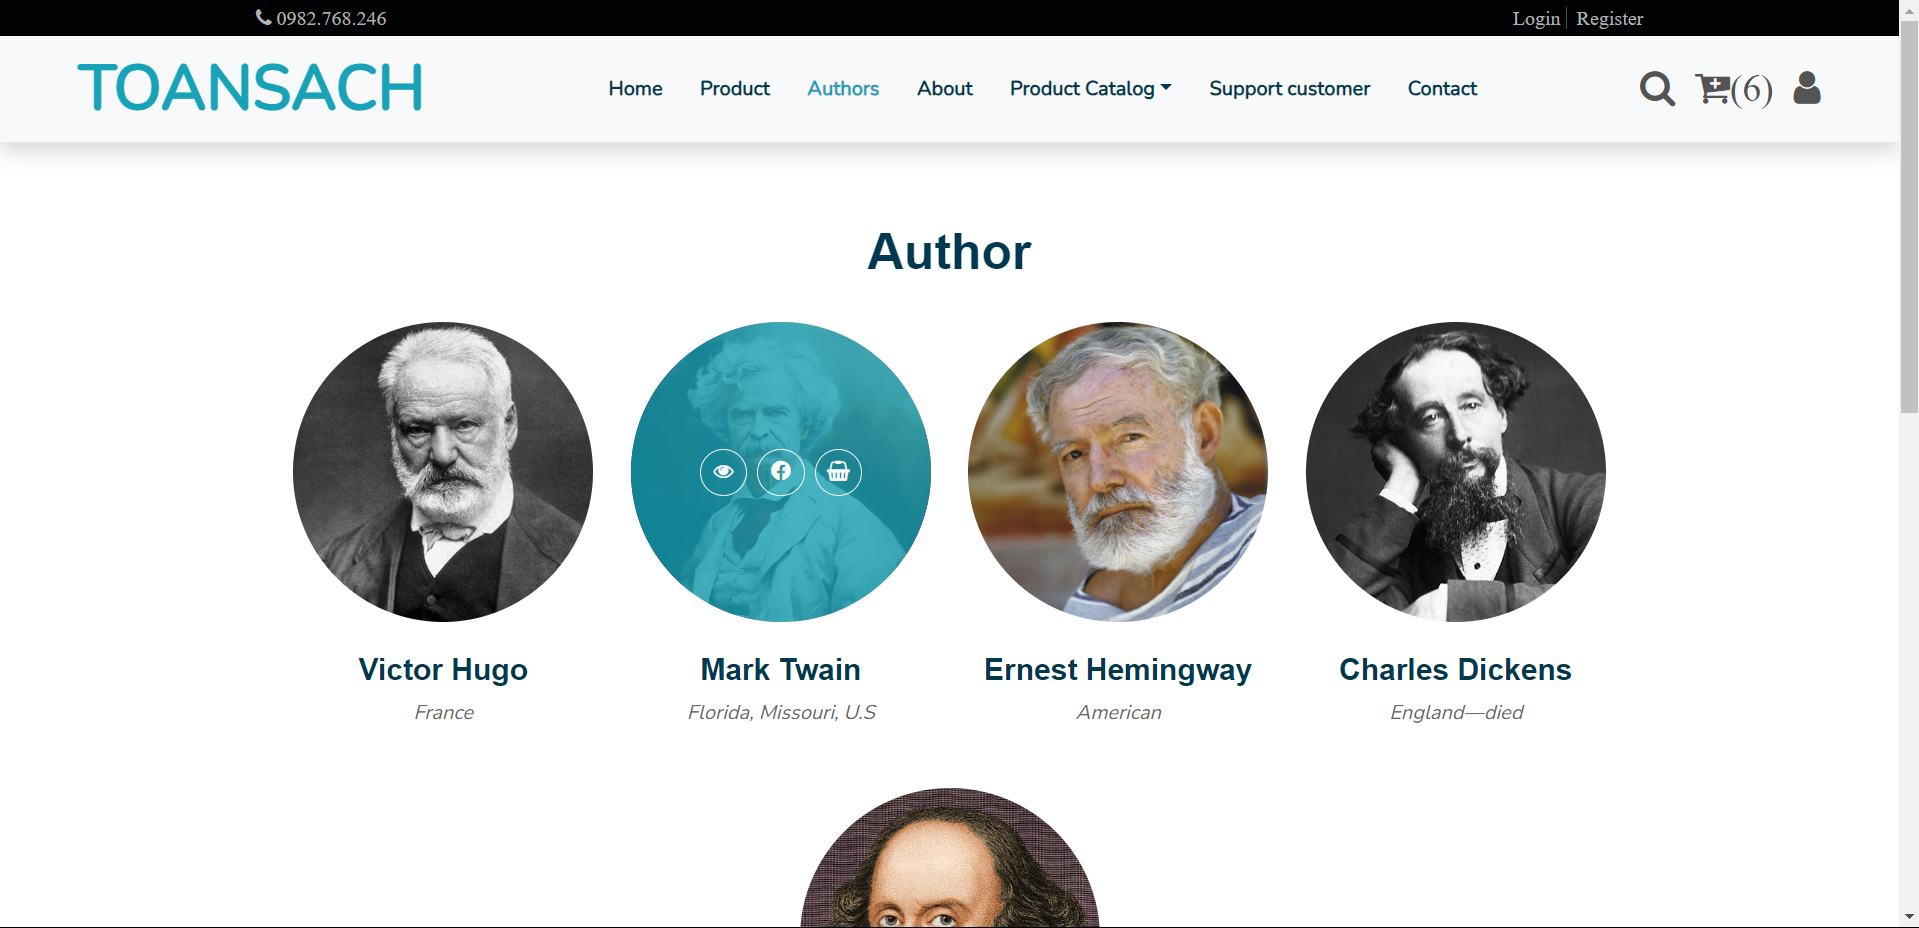 0982.768.246
Login Register
TOANSACH
Home Product Authors About Product Catalog Support customer Contact
(6)
Author
Victor Hugo
France
Mark Twain
Florida, Missouri, U.S
Ernest Hemingway
American
Charles Dickens
England—died